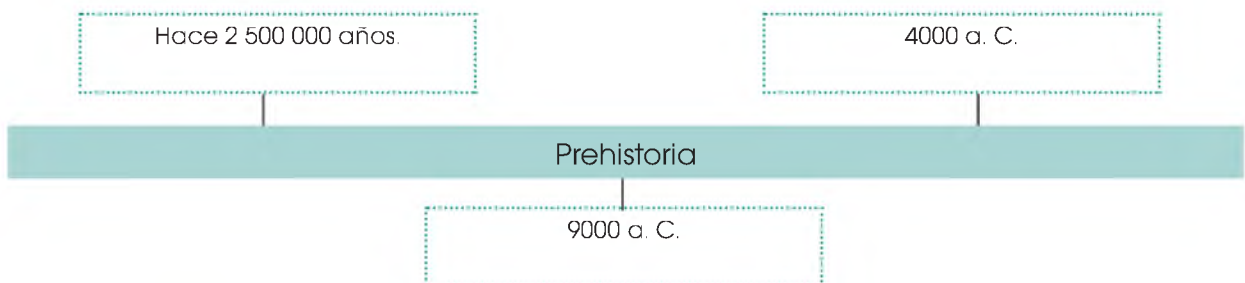 Hace 2 500 000 años.
4000 a. C.
Prehistoria
9000 a. C.